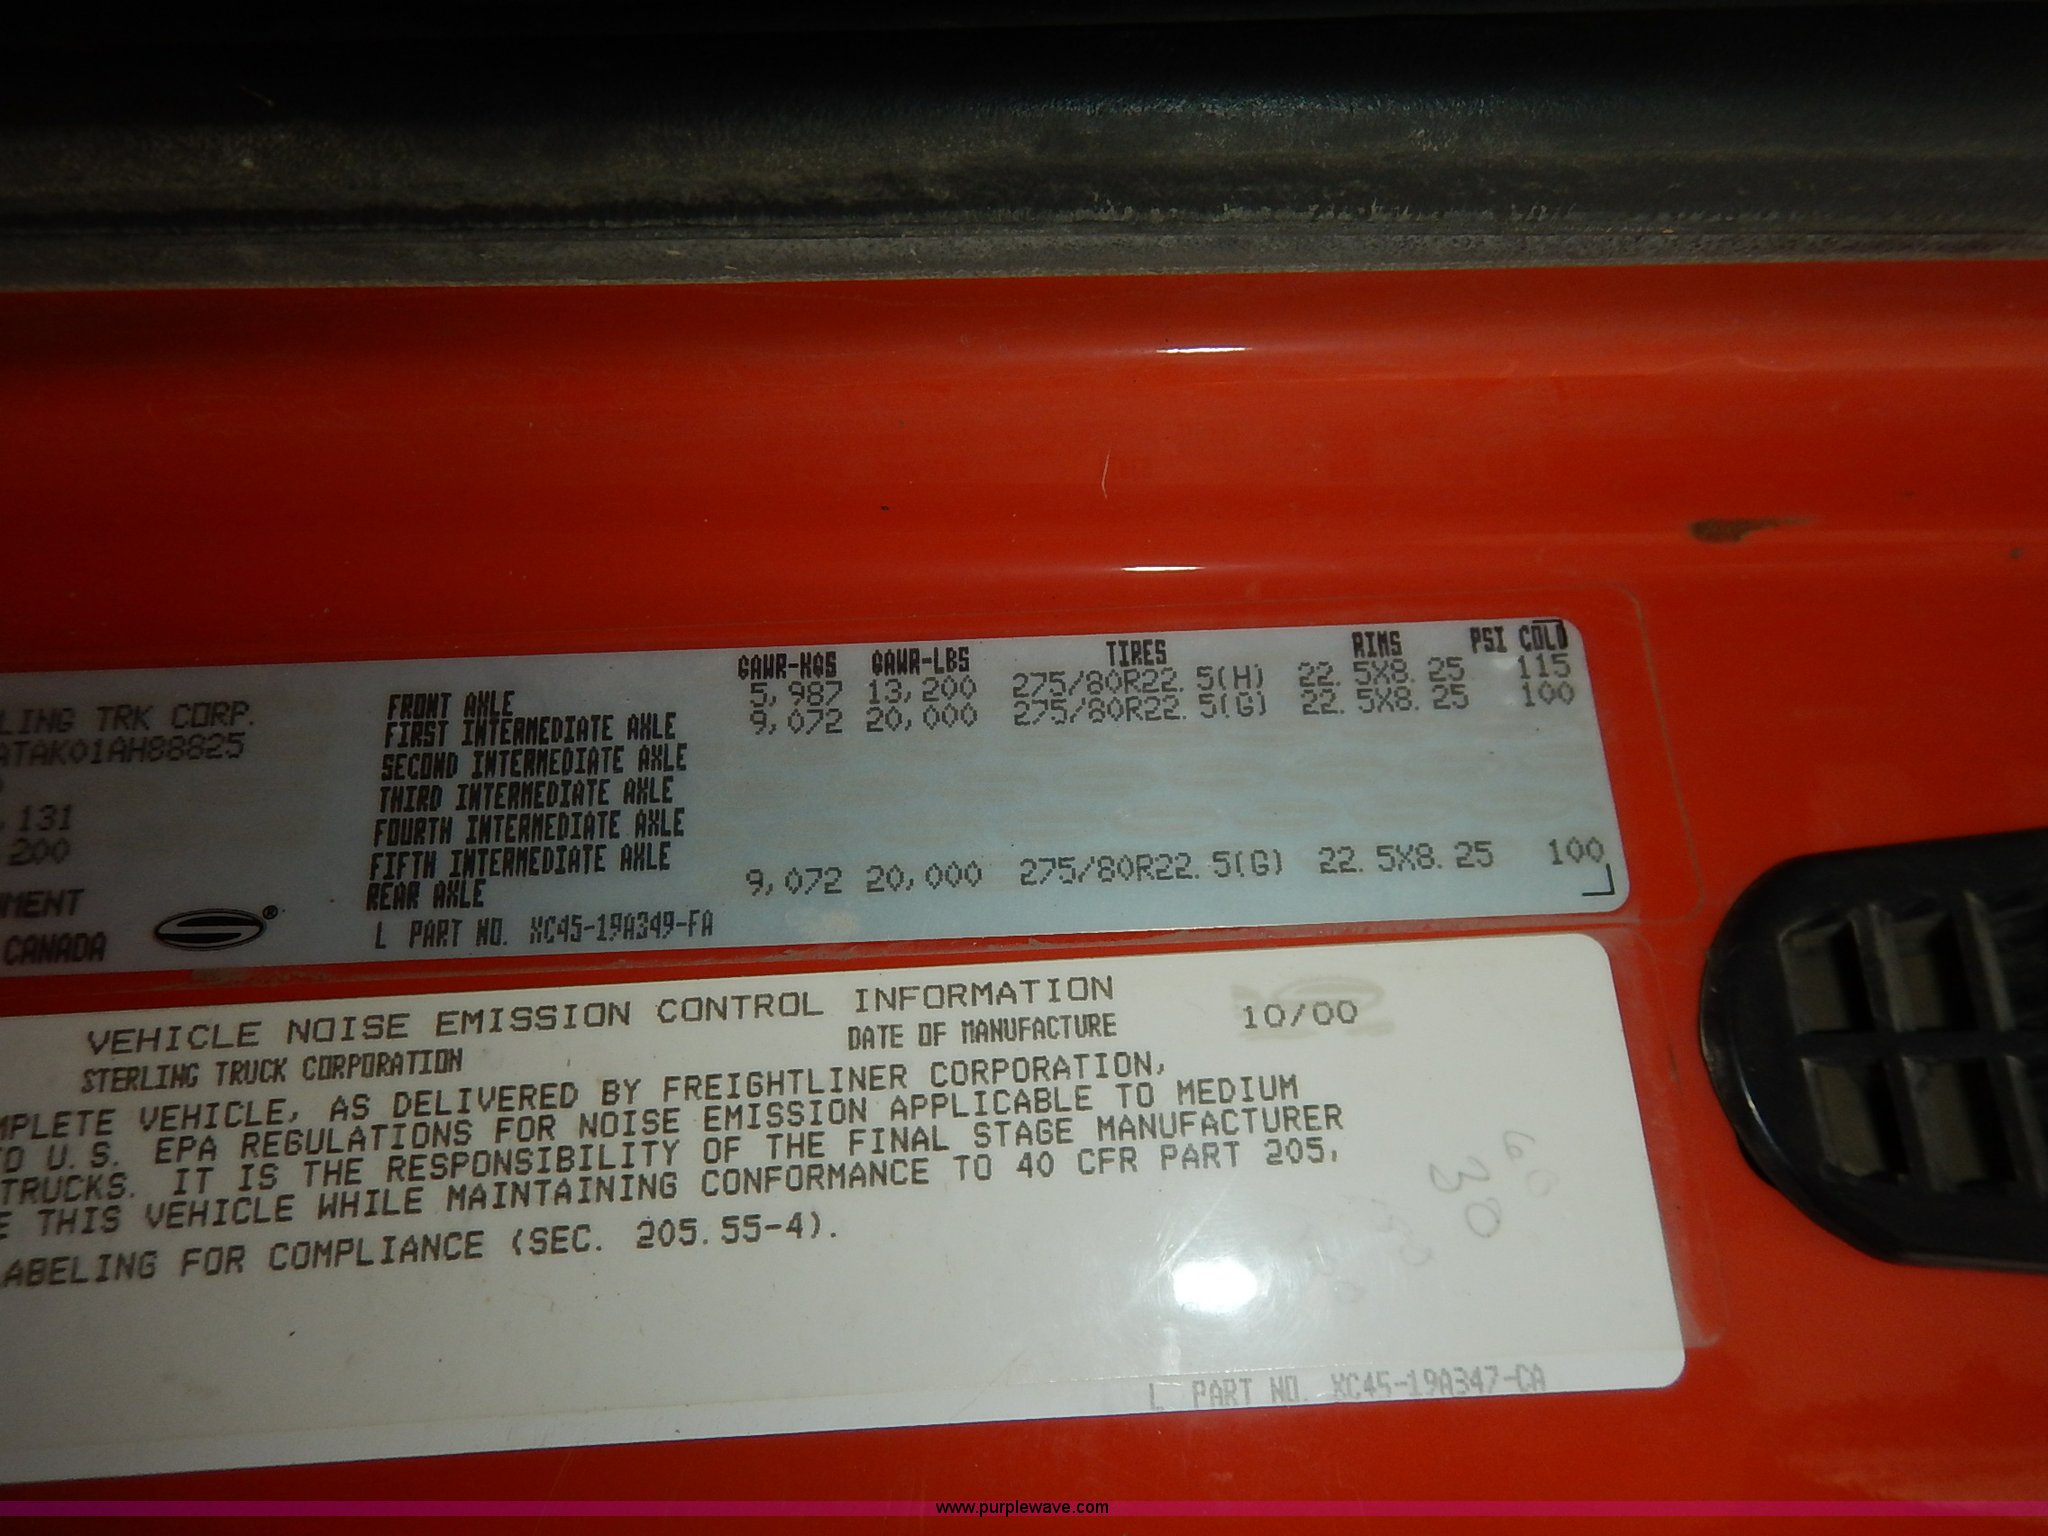 GAWR-KGS GAWR-LBS TIRES RIMS PSI COLD
FRONT AXLE 5,987 13,200 275/80R22.5(H) 22.5X8.25 115
FIRST INTERMEDIATE AXLE 9,072 20,000 275/80R22.5(G) 22.5X8.25 100
SECOND INTERMEDIATE AXLE
THIRD INTERMEDIATE AXLE
FOURTH INTERMEDIATE AXLE
FIFTH INTERMEDIATE AXLE
REAR AXLE 9,072 20,000 275/80R22.5(G) 22.5X8.25 100
L PART NO. XC45-19A349-FA
LING TRK CORP.
ATAK01AH88825
131
200
MENT
CANADA
®
VEHICLE NOISE EMISSION CONTROL INFORMATION
STERLING TRUCK CORPORATION DATE OF MANUFACTURE 10/00
MPLETE VEHICLE, AS DELIVERED BY FREIGHTLINER CORPORATION,
TO U.S. EPA REGULATIONS FOR NOISE EMISSION APPLICABLE TO MEDIUM
TRUCKS. IT IS THE RESPONSIBILITY OF THE FINAL STAGE MANUFACTURER
E THIS VEHICLE WHILE MAINTAINING CONFORMANCE TO 40 CFR PART 205,
LABELING FOR COMPLIANCE (SEC. 205.55-4).
30
L PART NO. XC45-19A347-CA
www.purplewave.com